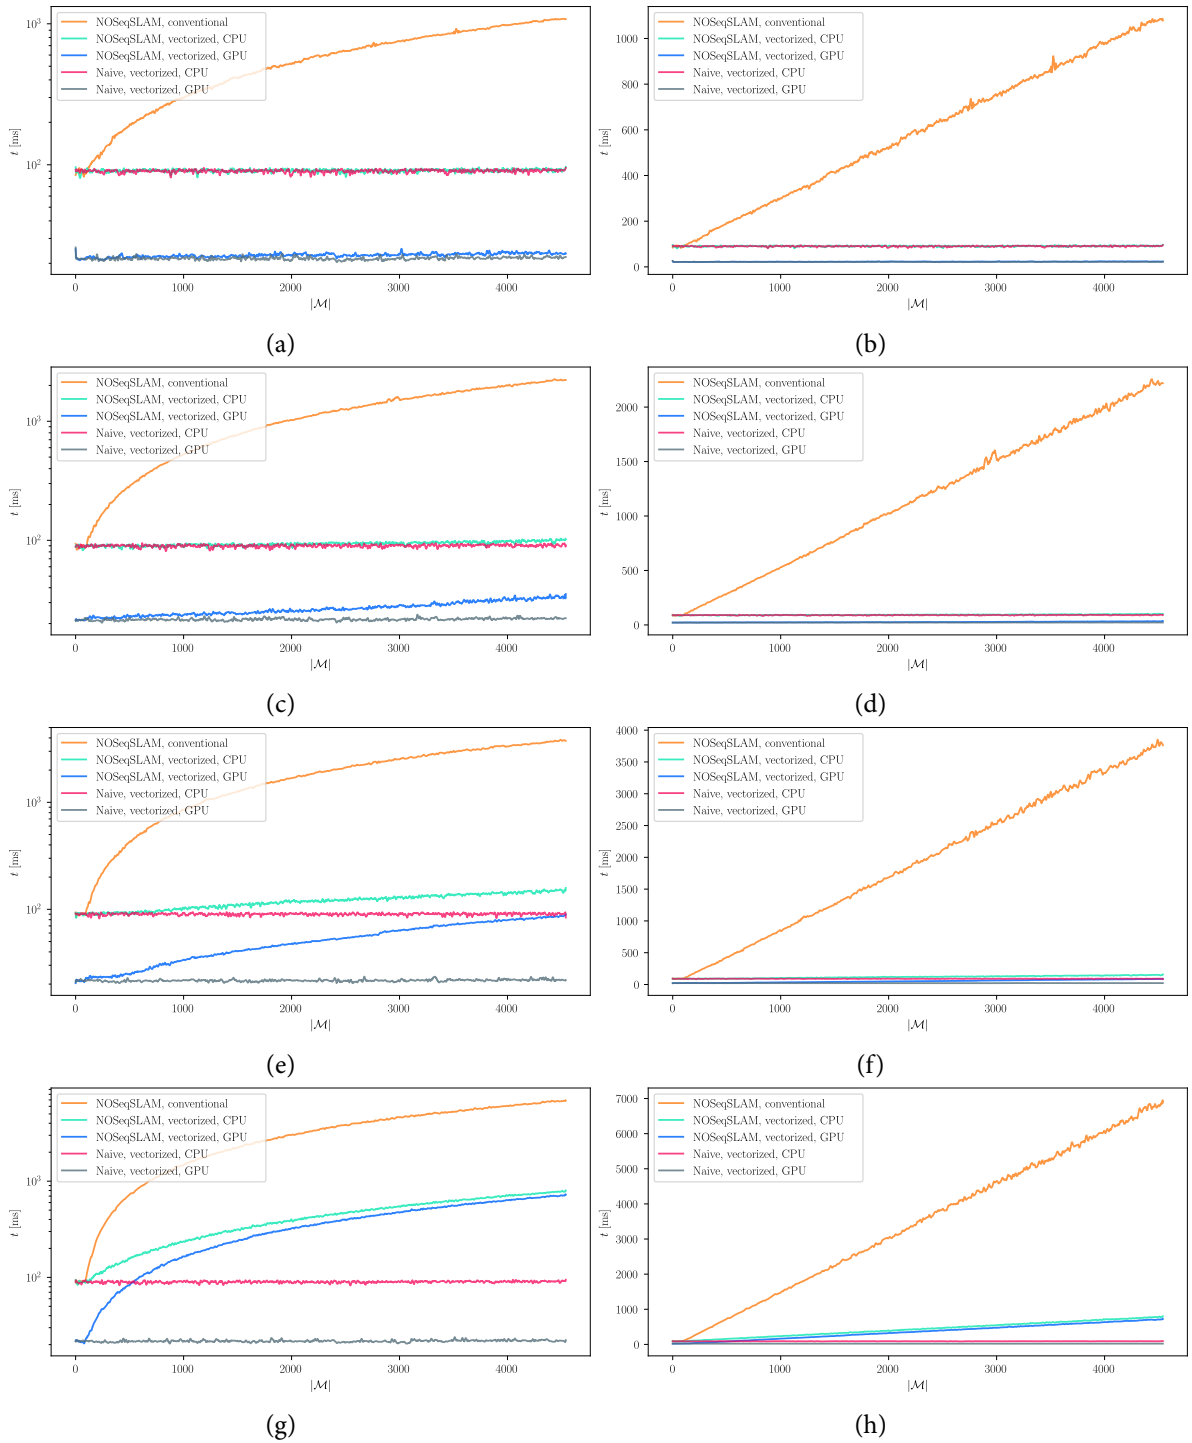 NOSeqSLAM, conventional
NOSeqSLAM, vectorized, CPU
NOSeqSLAM, vectorized, GPU
Naive, vectorized, CPU
Naive, vectorized, GPU
10³
10²
t [ms]
0 1000 2000 3000 4000
|ℳ|
(a)
NOSeqSLAM, conventional
NOSeqSLAM, vectorized, CPU
NOSeqSLAM, vectorized, GPU
Naive, vectorized, CPU
Naive, vectorized, GPU
1000
800
600
400
200
0
t [ms]
0 1000 2000 3000 4000
|ℳ|
(b)
NOSeqSLAM, conventional
NOSeqSLAM, vectorized, CPU
NOSeqSLAM, vectorized, GPU
Naive, vectorized, CPU
Naive, vectorized, GPU
10³
10²
t [ms]
0 1000 2000 3000 4000
|ℳ|
(c)
NOSeqSLAM, conventional
NOSeqSLAM, vectorized, CPU
NOSeqSLAM, vectorized, GPU
Naive, vectorized, CPU
Naive, vectorized, GPU
2000
1500
1000
500
0
t [ms]
0 1000 2000 3000 4000
|ℳ|
(d)
NOSeqSLAM, conventional
NOSeqSLAM, vectorized, CPU
NOSeqSLAM, vectorized, GPU
Naive, vectorized, CPU
Naive, vectorized, GPU
10³
10²
t [ms]
0 1000 2000 3000 4000
|ℳ|
(e)
NOSeqSLAM, conventional
NOSeqSLAM, vectorized, CPU
NOSeqSLAM, vectorized, GPU
Naive, vectorized, CPU
Naive, vectorized, GPU
4000
3500
3000
2500
2000
1500
1000
500
0
t [ms]
0 1000 2000 3000 4000
|ℳ|
(f)
NOSeqSLAM, conventional
NOSeqSLAM, vectorized, CPU
NOSeqSLAM, vectorized, GPU
Naive, vectorized, CPU
Naive, vectorized, GPU
10³
10²
t [ms]
0 1000 2000 3000 4000
|ℳ|
(g)
NOSeqSLAM, conventional
NOSeqSLAM, vectorized, CPU
NOSeqSLAM, vectorized, GPU
Naive, vectorized, CPU
Naive, vectorized, GPU
7000
6000
5000
4000
3000
2000
1000
0
t [ms]
0 1000 2000 3000 4000
|ℳ|
(h)